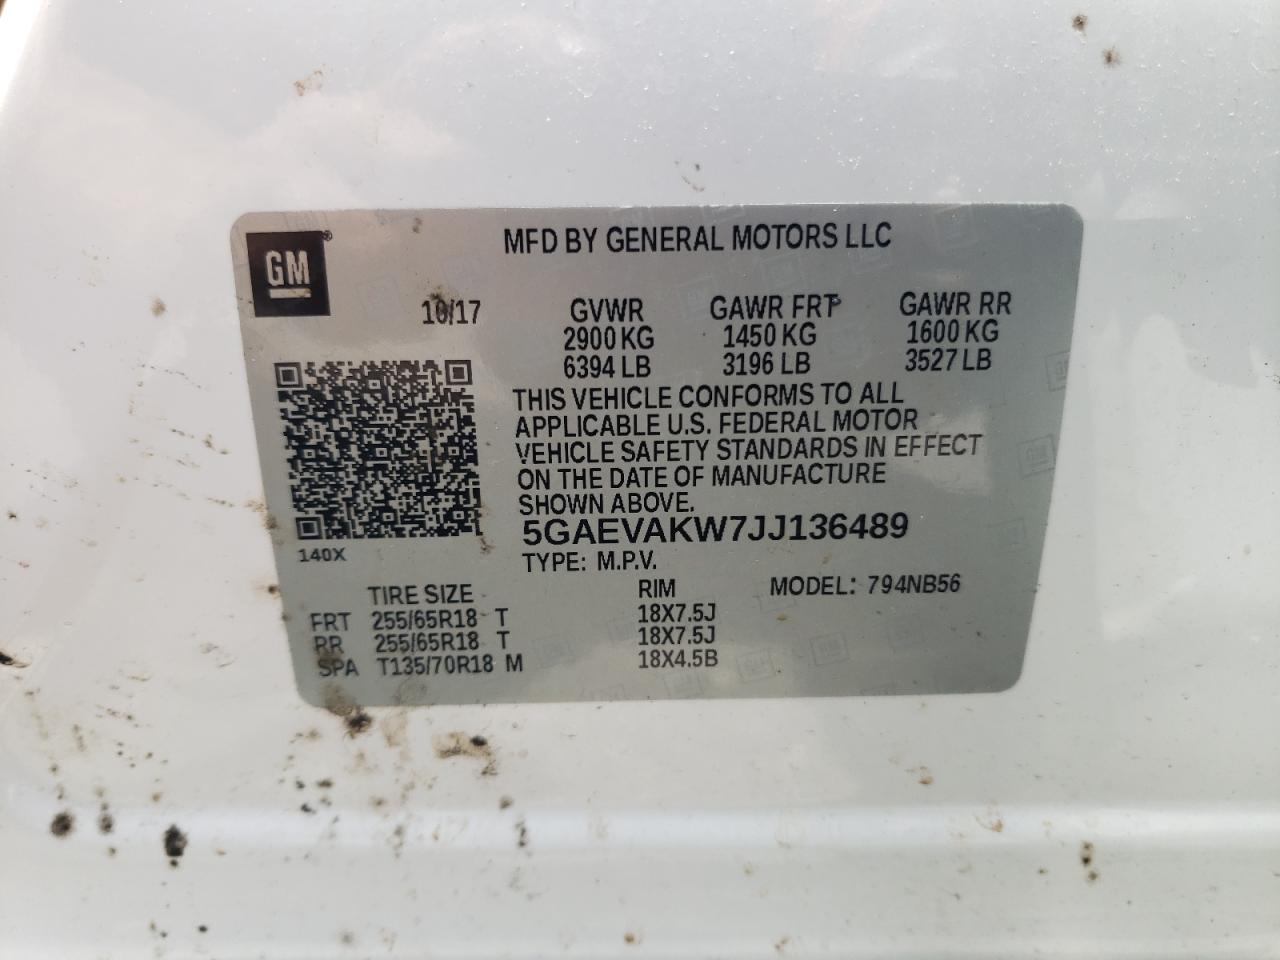 GM®
MFD BY GENERAL MOTORS LLC
10/17
GVWR GAWR FRT GAWR RR
2900 KG 1450 KG 1600 KG
6394 LB 3196 LB 3527 LB
THIS VEHICLE CONFORMS TO ALL
APPLICABLE U.S. FEDERAL MOTOR
VEHICLE SAFETY STANDARDS IN EFFECT
ON THE DATE OF MANUFACTURE
SHOWN ABOVE.
5GAEVAKW7JJ136489
140X
TYPE: M.P.V.
TIRE SIZE RIM MODEL: 794NB56
FRT 255/65R18 T 18X7.5J
RR 255/65R18 T 18X7.5J
SPA T135/70R18 M 18X4.5B